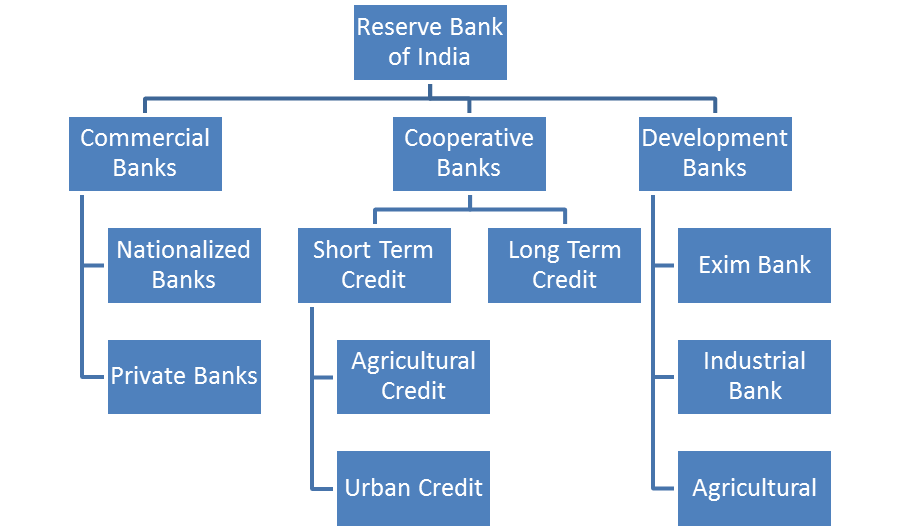 Reserve Bank
of India
Commercial
Banks
Cooperative
Banks
Development
Banks
Nationalized
Banks
Short Term
Credit
Long Term
Credit
Exim Bank
Private Banks
Agricultural
Credit
Industrial
Bank
Urban Credit
Agricultural